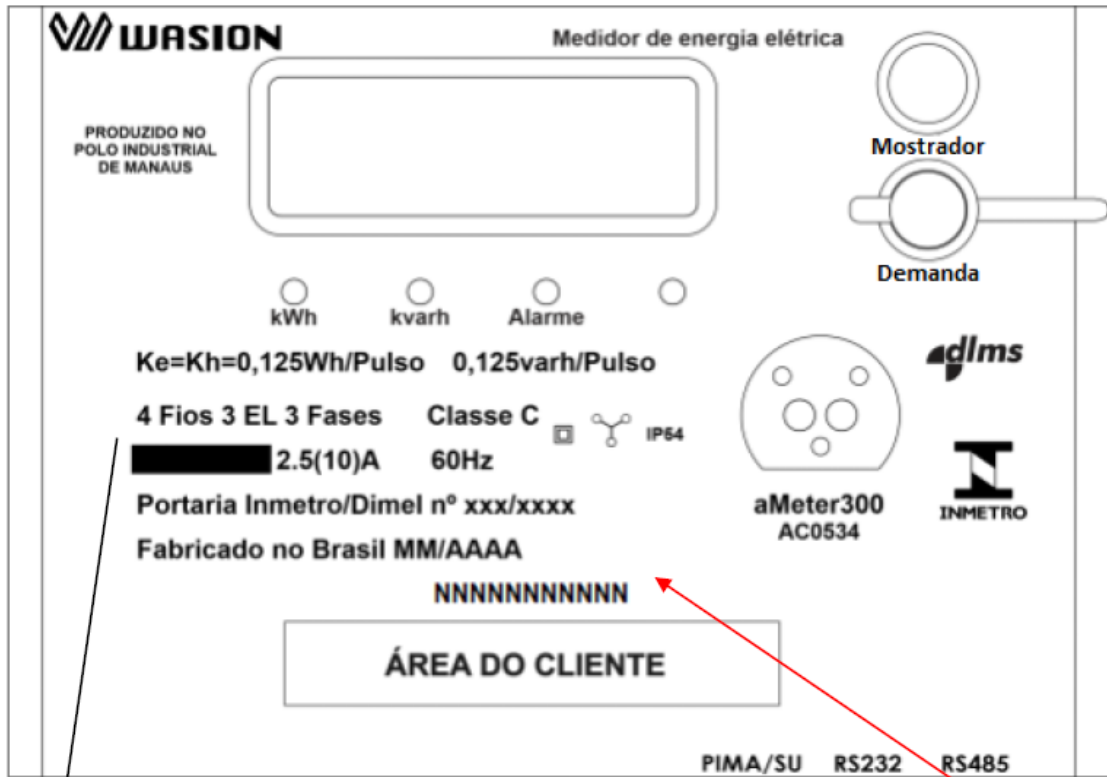 WASION
Medidor de energia elétrica
PRODUZIDO NO
POLO INDUSTRIAL
DE MANAUS
Mostrador
Demanda
kWh kvarh Alarme
Ke=Kh=0,125Wh/Pulso 0,125varh/Pulso
dlms
4 Fios 3 EL 3 Fases Classe C IP54
2.5(10)A 60Hz
Portaria Inmetro/Dimel nº xxx/xxxx
aMeter300
AC0534
INMETRO
Fabricado no Brasil MM/AAAA
NNNNNNNNNNN
ÁREA DO CLIENTE
PIMA/SU RS232 RS485